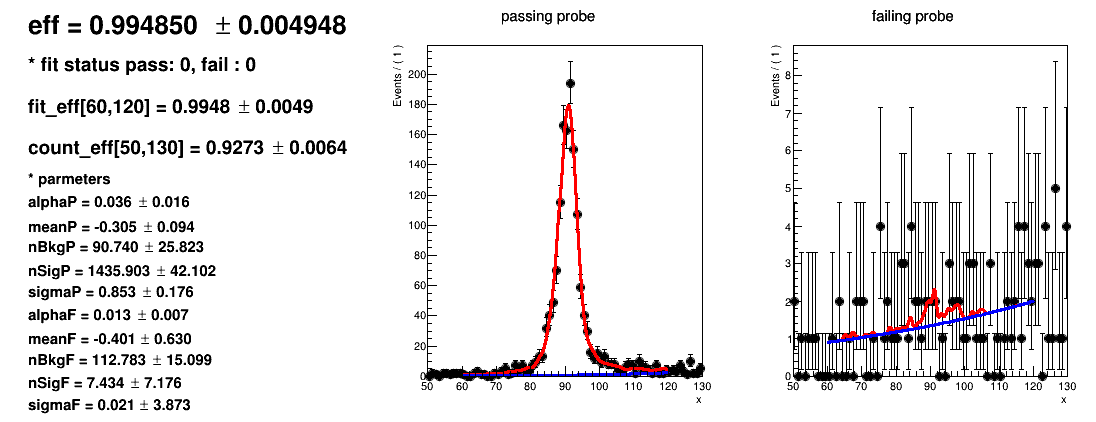 eff = 0.994850 ± 0.004948
* fit status pass: 0, fail : 0
fit_eff[60,120] = 0.9948 ± 0.0049
count_eff[50,130] = 0.9273 ± 0.0064
* parmeters
alphaP = 0.036 ± 0.016
meanP = -0.305 ± 0.094
nBkgP = 90.740 ± 25.823
nSigP = 1435.903 ± 42.102
sigmaP = 0.853 ± 0.176
alphaF = 0.013 ± 0.007
meanF = -0.401 ± 0.630
nBkgF = 112.783 ± 15.099
nSigF = 7.434 ± 7.176
sigmaF = 0.021 ± 3.873
passing probe
Events / ( 1 )
200
180
160
140
120
100
80
60
40
20
0
50 60 70 80 90 100 110 120 130
x
failing probe
Events / ( 1 )
8
7
6
5
4
3
2
1
0
50 60 70 80 90 100 110 120 130
x